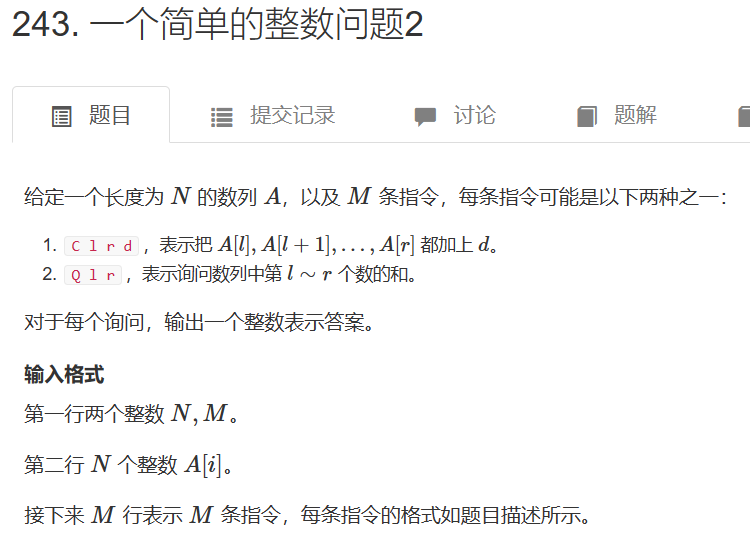 243. 一个简单的整数问题2
题目 提交记录 讨论 题解
给定一个长度为 N 的数列 A，以及 M 条指令，每条指令可能是以下两种之一：
1. C l r d，表示把 A[l], A[l + 1], . . . , A[r] 都加上 d。
2. Q l r，表示询问数列中第 l ∼ r 个数的和。
对于每个询问，输出一个整数表示答案。
输入格式
第一行两个整数 N, M。
第二行 N 个整数 A[i]。
接下来 M 行表示 M 条指令，每条指令的格式如题目描述所示。